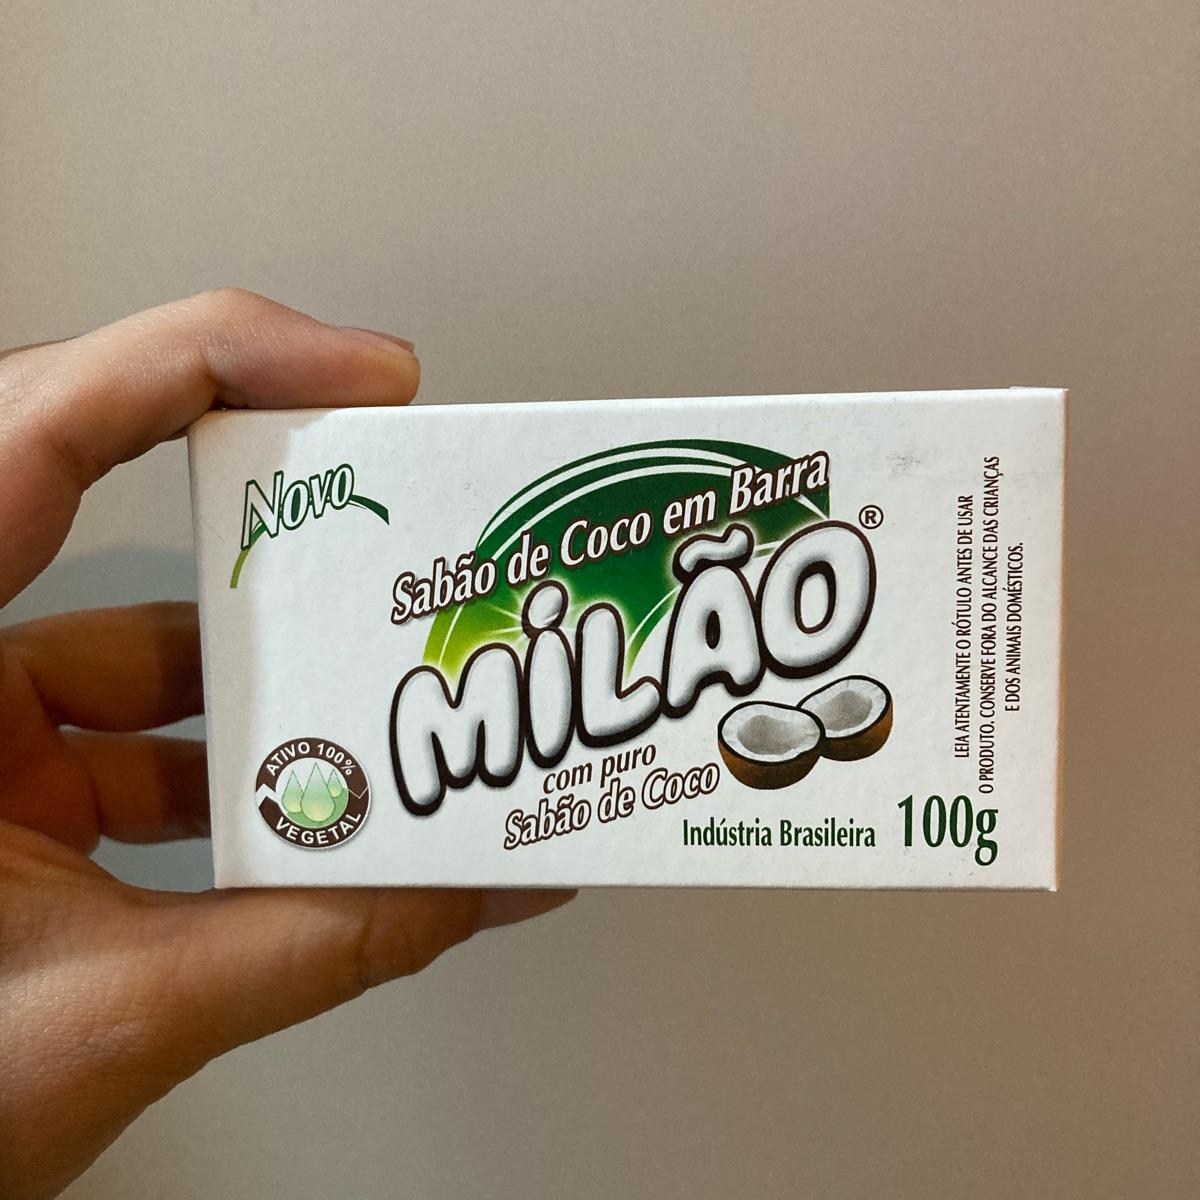 Novo
Sabão de Coco em Barra
MiLÃO®
com puro
Sabão de Coco
ATIVO 100%
VEGETAL
Indústria Brasileira
100g
LEIA ATENTAMENTE O RÓTULO ANTES DE USAR
O PRODUTO. CONSERVE FORA DO ALCANCE DAS CRIANÇAS
E DOS ANIMAIS DOMÉSTICOS.